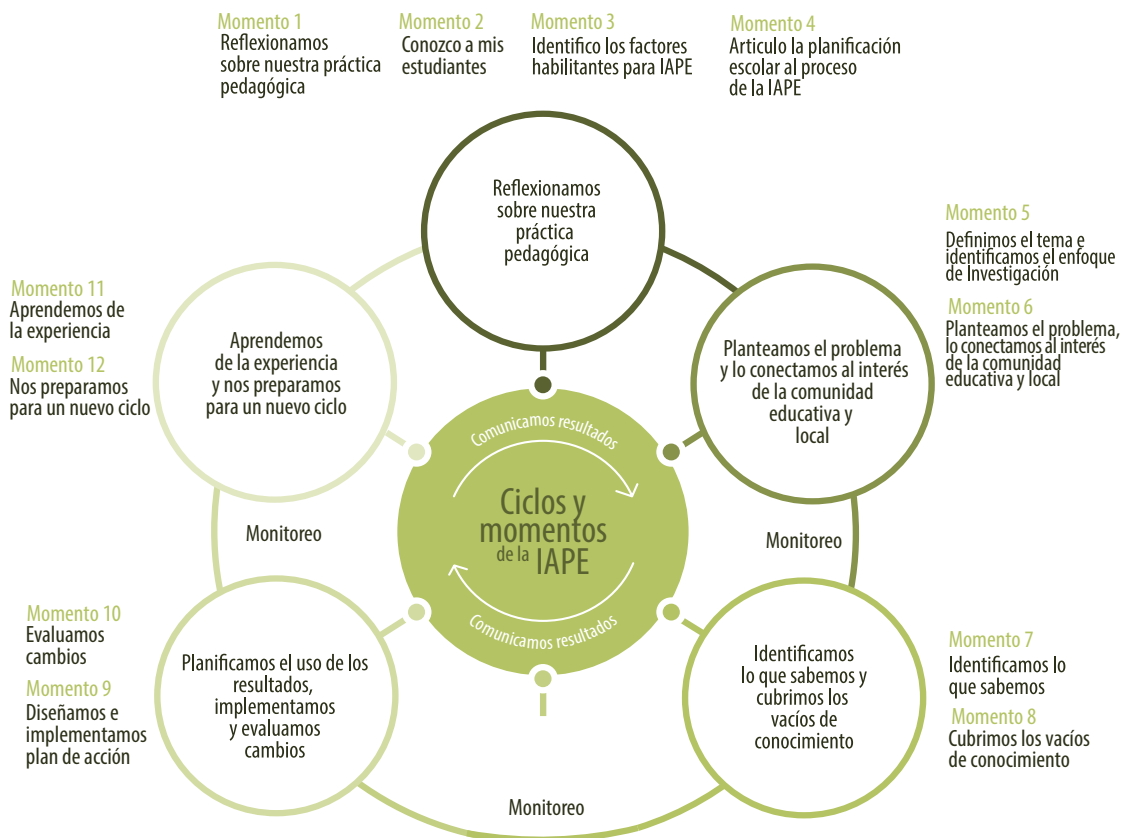 Momento 1
Reflexionamos
sobre nuestra práctica
pedagógica
Momento 2
Conozco a mis
estudiantes
Momento 3
Identifico los factores
habilitantes para IAPE
Momento 4
Articulo la planificación
escolar al proceso
de la IAPE
Reflexionamos
sobre nuestra
práctica
pedagógica
Momento 5
Definimos el tema e
identificamos el enfoque
de Investigación
Momento 6
Planteamos el problema,
lo conectamos al interés
de la comunidad
educativa y local
Planteamos el problema
y lo conectamos al interés
de la comunidad
educativa y
local
Momento 11
Aprendemos de
la experiencia
Momento 12
Nos preparamos
para un nuevo ciclo
Aprendemos
de la experiencia
y nos preparamos
para un nuevo ciclo
Comunicamos resultados
Ciclos y
momentos
de la IAPE
Comunicamos resultados
Monitoreo
Monitoreo
Momento 7
Identificamos lo
que sabemos
Momento 8
Cubrimos los vacíos
de conocimiento
Identificamos
lo que sabemos y
cubrimos los
vacíos de
conocimiento
Momento 10
Evaluamos
cambios
Momento 9
Diseñamos e
implementamos
plan de acción
Planificamos el uso de los
resultados,
implementamos
y evaluamos
cambios
Monitoreo